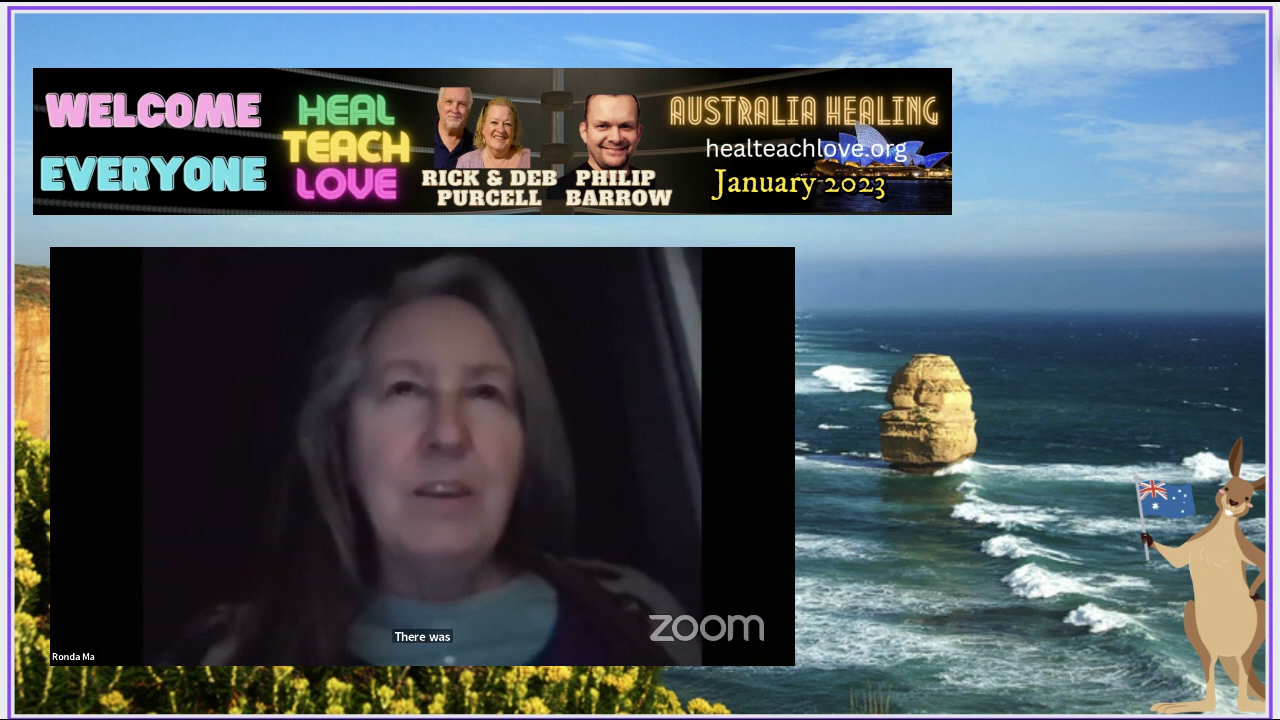 WELCOME
EVERYONE
HEAL
TEACH
LOVE
RICK & DEB
PURCELL
PHILIP
BARROW
AUSTRALIA HEALING
healteachlove.org
January 2023
There was
zoom
Ronda Ma